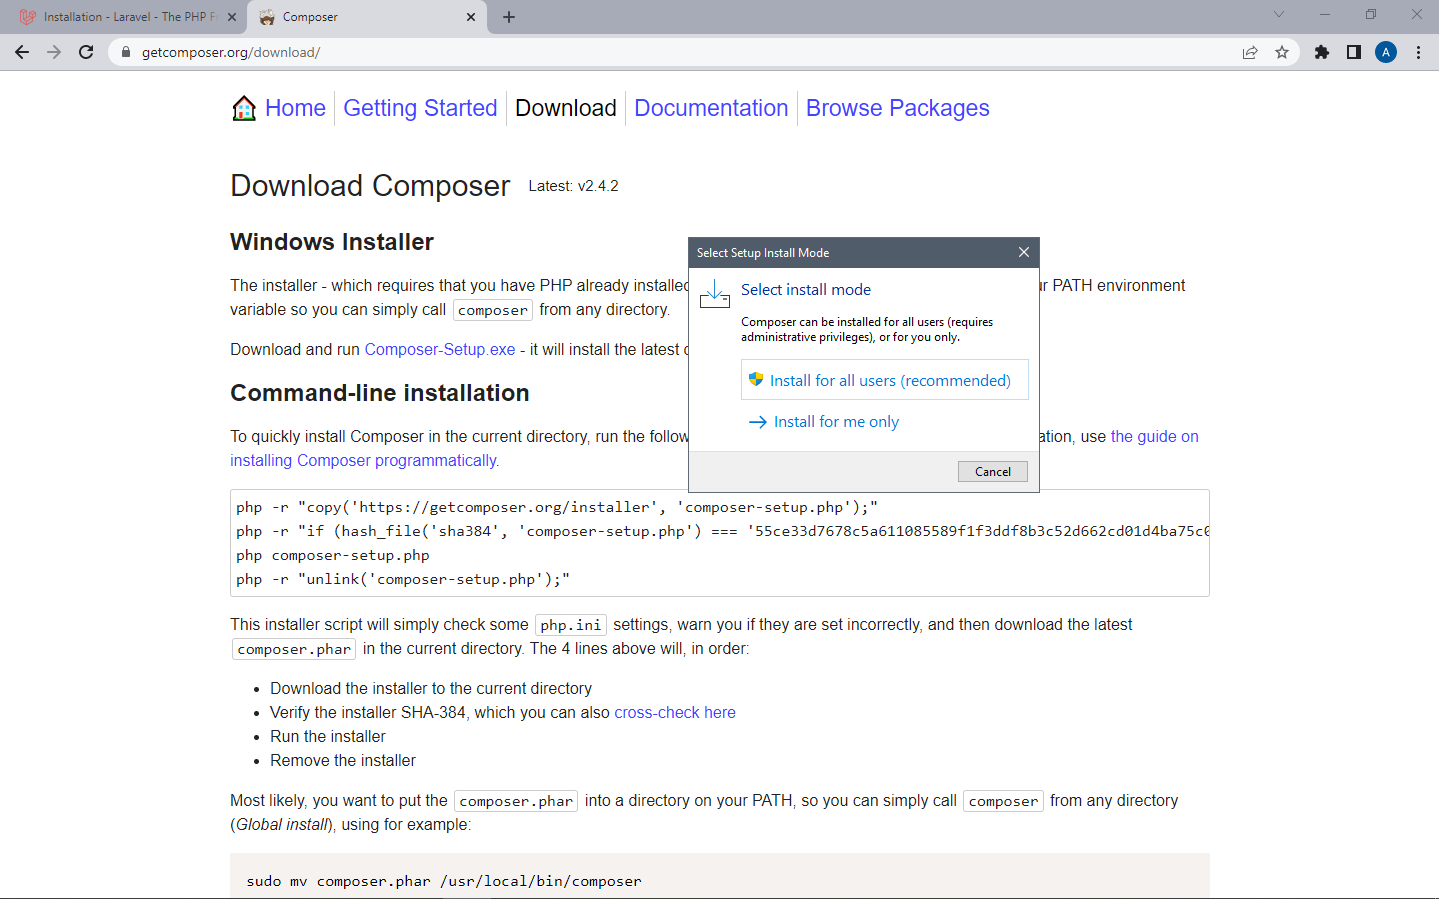 Installation - Laravel - The PHP F
Composer
getcomposer.org/download/
A
Home
Getting Started
Download
Documentation
Browse Packages
Download Composer Latest: v2.4.2
Windows Installer
The installer - which requires that you have PHP already installed
ur PATH environment
variable so you can simply call composer from any directory.
Download and run Composer-Setup.exe - it will install the latest
Select Setup Install Mode
Select install mode
Composer can be installed for all users (requires
administrative privileges), or for you only.
Install for all users (recommended)
Install for me only
Cancel
Command-line installation
To quickly install Composer in the current directory, run the follow
ation, use the guide on
installing Composer programmatically.
php -r "copy('https://getcomposer.org/installer', 'composer-setup.php');"
php -r "if (hash_file('sha384', 'composer-setup.php') === '55ce33d7678c5a611085589f1f3ddf8b3c52d662cd01d4ba75c0
php composer-setup.php
php -r "unlink('composer-setup.php');"
This installer script will simply check some php.ini settings, warn you if they are set incorrectly, and then download the latest
composer.phar in the current directory. The 4 lines above will, in order:
• Download the installer to the current directory
• Verify the installer SHA-384, which you can also cross-check here
• Run the installer
• Remove the installer
Most likely, you want to put the composer.phar into a directory on your PATH, so you can simply call composer from any directory
(Global install), using for example:
sudo mv composer.phar /usr/local/bin/composer